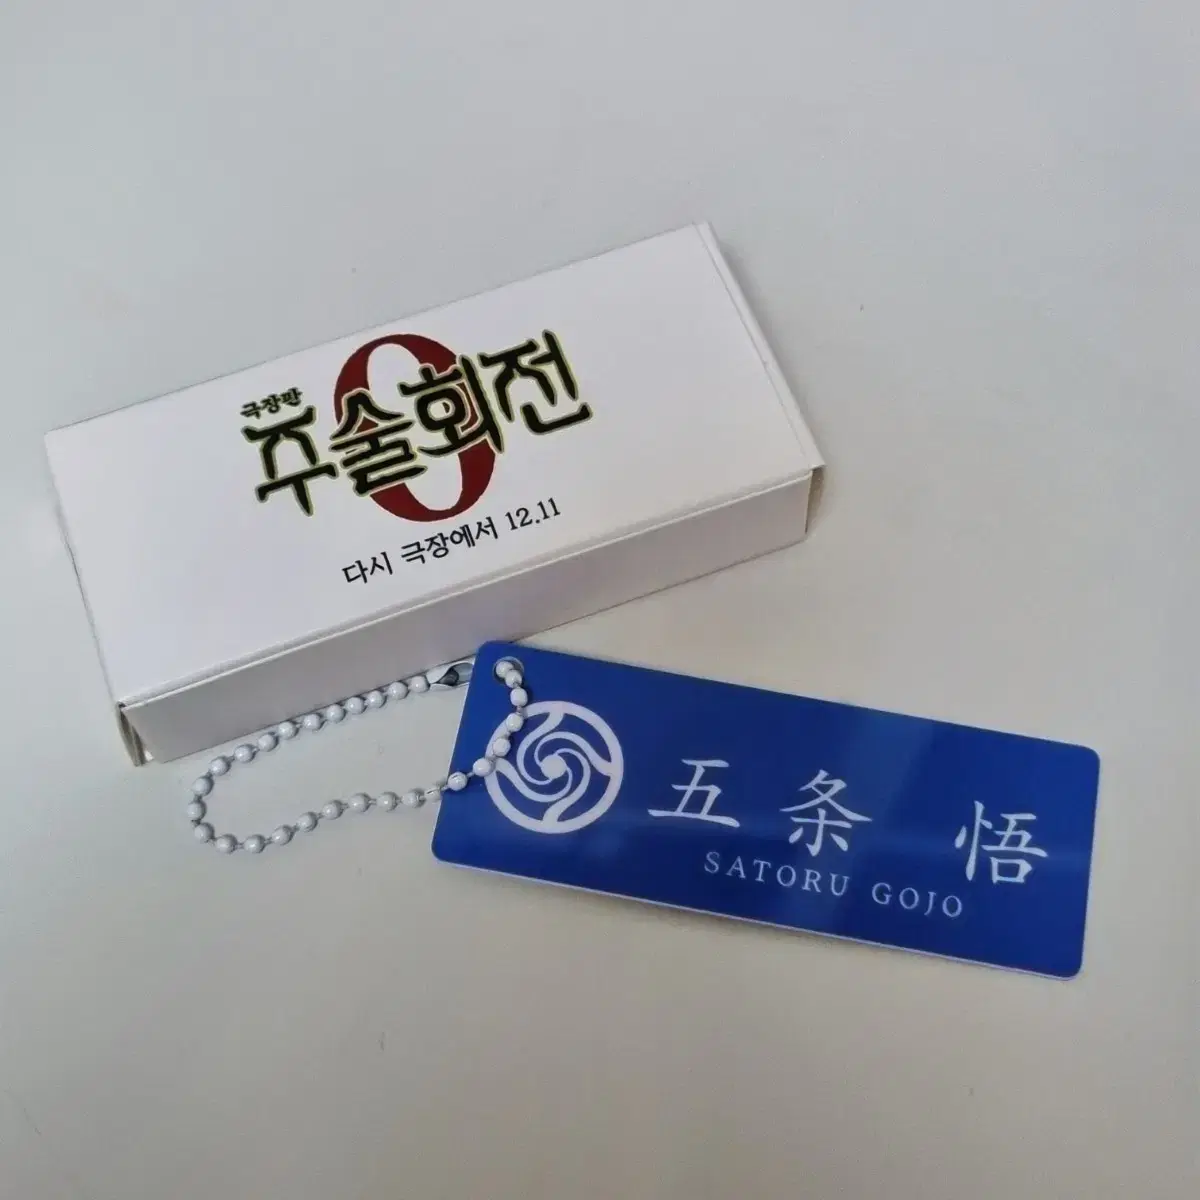 극장판
주술회전
0
다시 극장에서 12.11
五条 悟
SATORU GOJO